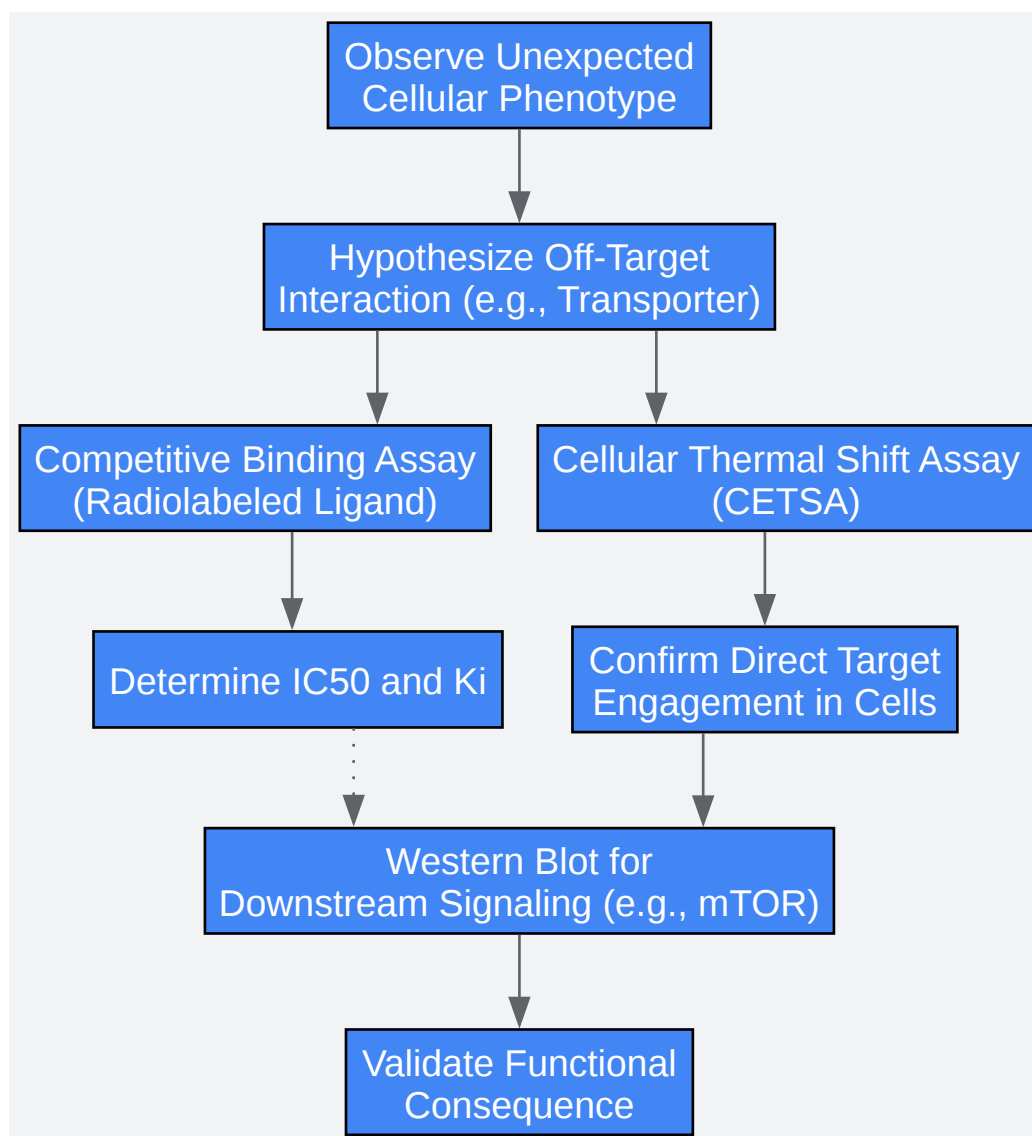 Observe Unexpected
Cellular Phenotype
Hypothesize Off-Target
Interaction (e.g., Transporter)
Competitive Binding Assay
(Radiolabeled Ligand)
Cellular Thermal Shift Assay
(CETSA)
Determine IC50 and Ki
Confirm Direct Target
Engagement in Cells
Western Blot for
Downstream Signaling (e.g., mTOR)
Validate Functional
Consequence